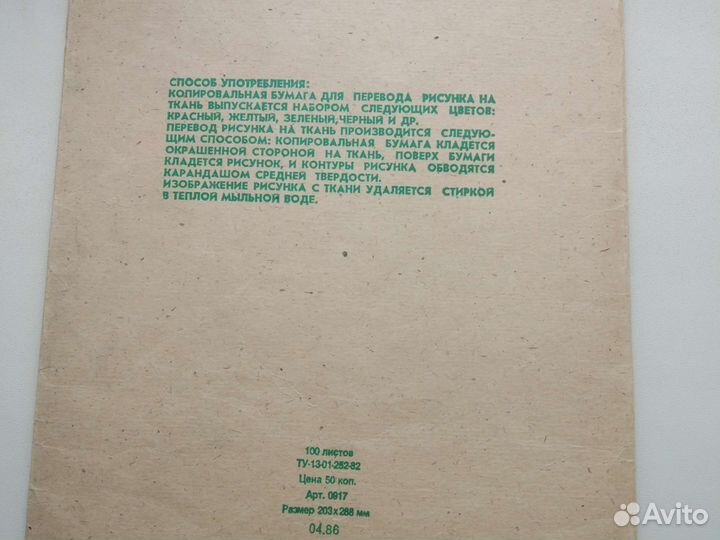 СПОСОБ УПОТРЕБЛЕНИЯ:
КОПИРОВАЛЬНАЯ БУМАГА ДЛЯ ПЕРЕВОДА РИСУНКА НА
ТКАНЬ ВЫПУСКАЕТСЯ НАБОРОМ СЛЕДУЮЩИХ ЦВЕТОВ:
КРАСНЫЙ, ЖЕЛТЫЙ, ЗЕЛЕНЫЙ, ЧЕРНЫЙ И ДР.
ПЕРЕВОД РИСУНКА НА ТКАНЬ ПРОИЗВОДИТСЯ СЛЕДУЮ-
ЩИМ СПОСОБОМ: КОПИРОВАЛЬНАЯ БУМАГА КЛАДЕТСЯ
ОКРАШЕННОЙ СТОРОНОЙ НА ТКАНЬ, ПОВЕРХ БУМАГИ
КЛАДЕТСЯ РИСУНОК, И КОНТУРЫ РИСУНКА ОБВОДЯТСЯ
КАРАНДАШОМ СРЕДНЕЙ ТВЕРДОСТИ.
ИЗОБРАЖЕНИЕ РИСУНКА С ТКАНИ УДАЛЯЕТСЯ СТИРКОЙ
В ТЕПЛОЙ МЫЛЬНОЙ ВОДЕ.
100 листов
ТУ-13-01-252-82
Цена 50 коп.
Арт. 0917
Размер 203×288 мм
04.86
Avito